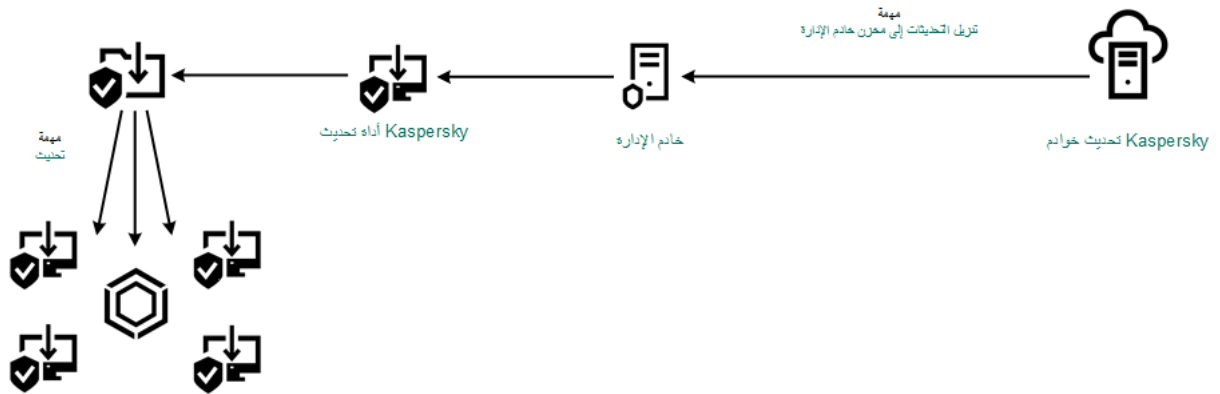 مهمة
تنزيل التحديثات إلى مخزن خادم الإدارة
Kaspersky تحديث خوادم
خادم الإدارة
Kaspersky أداة تحديث
مهمة
تحديث